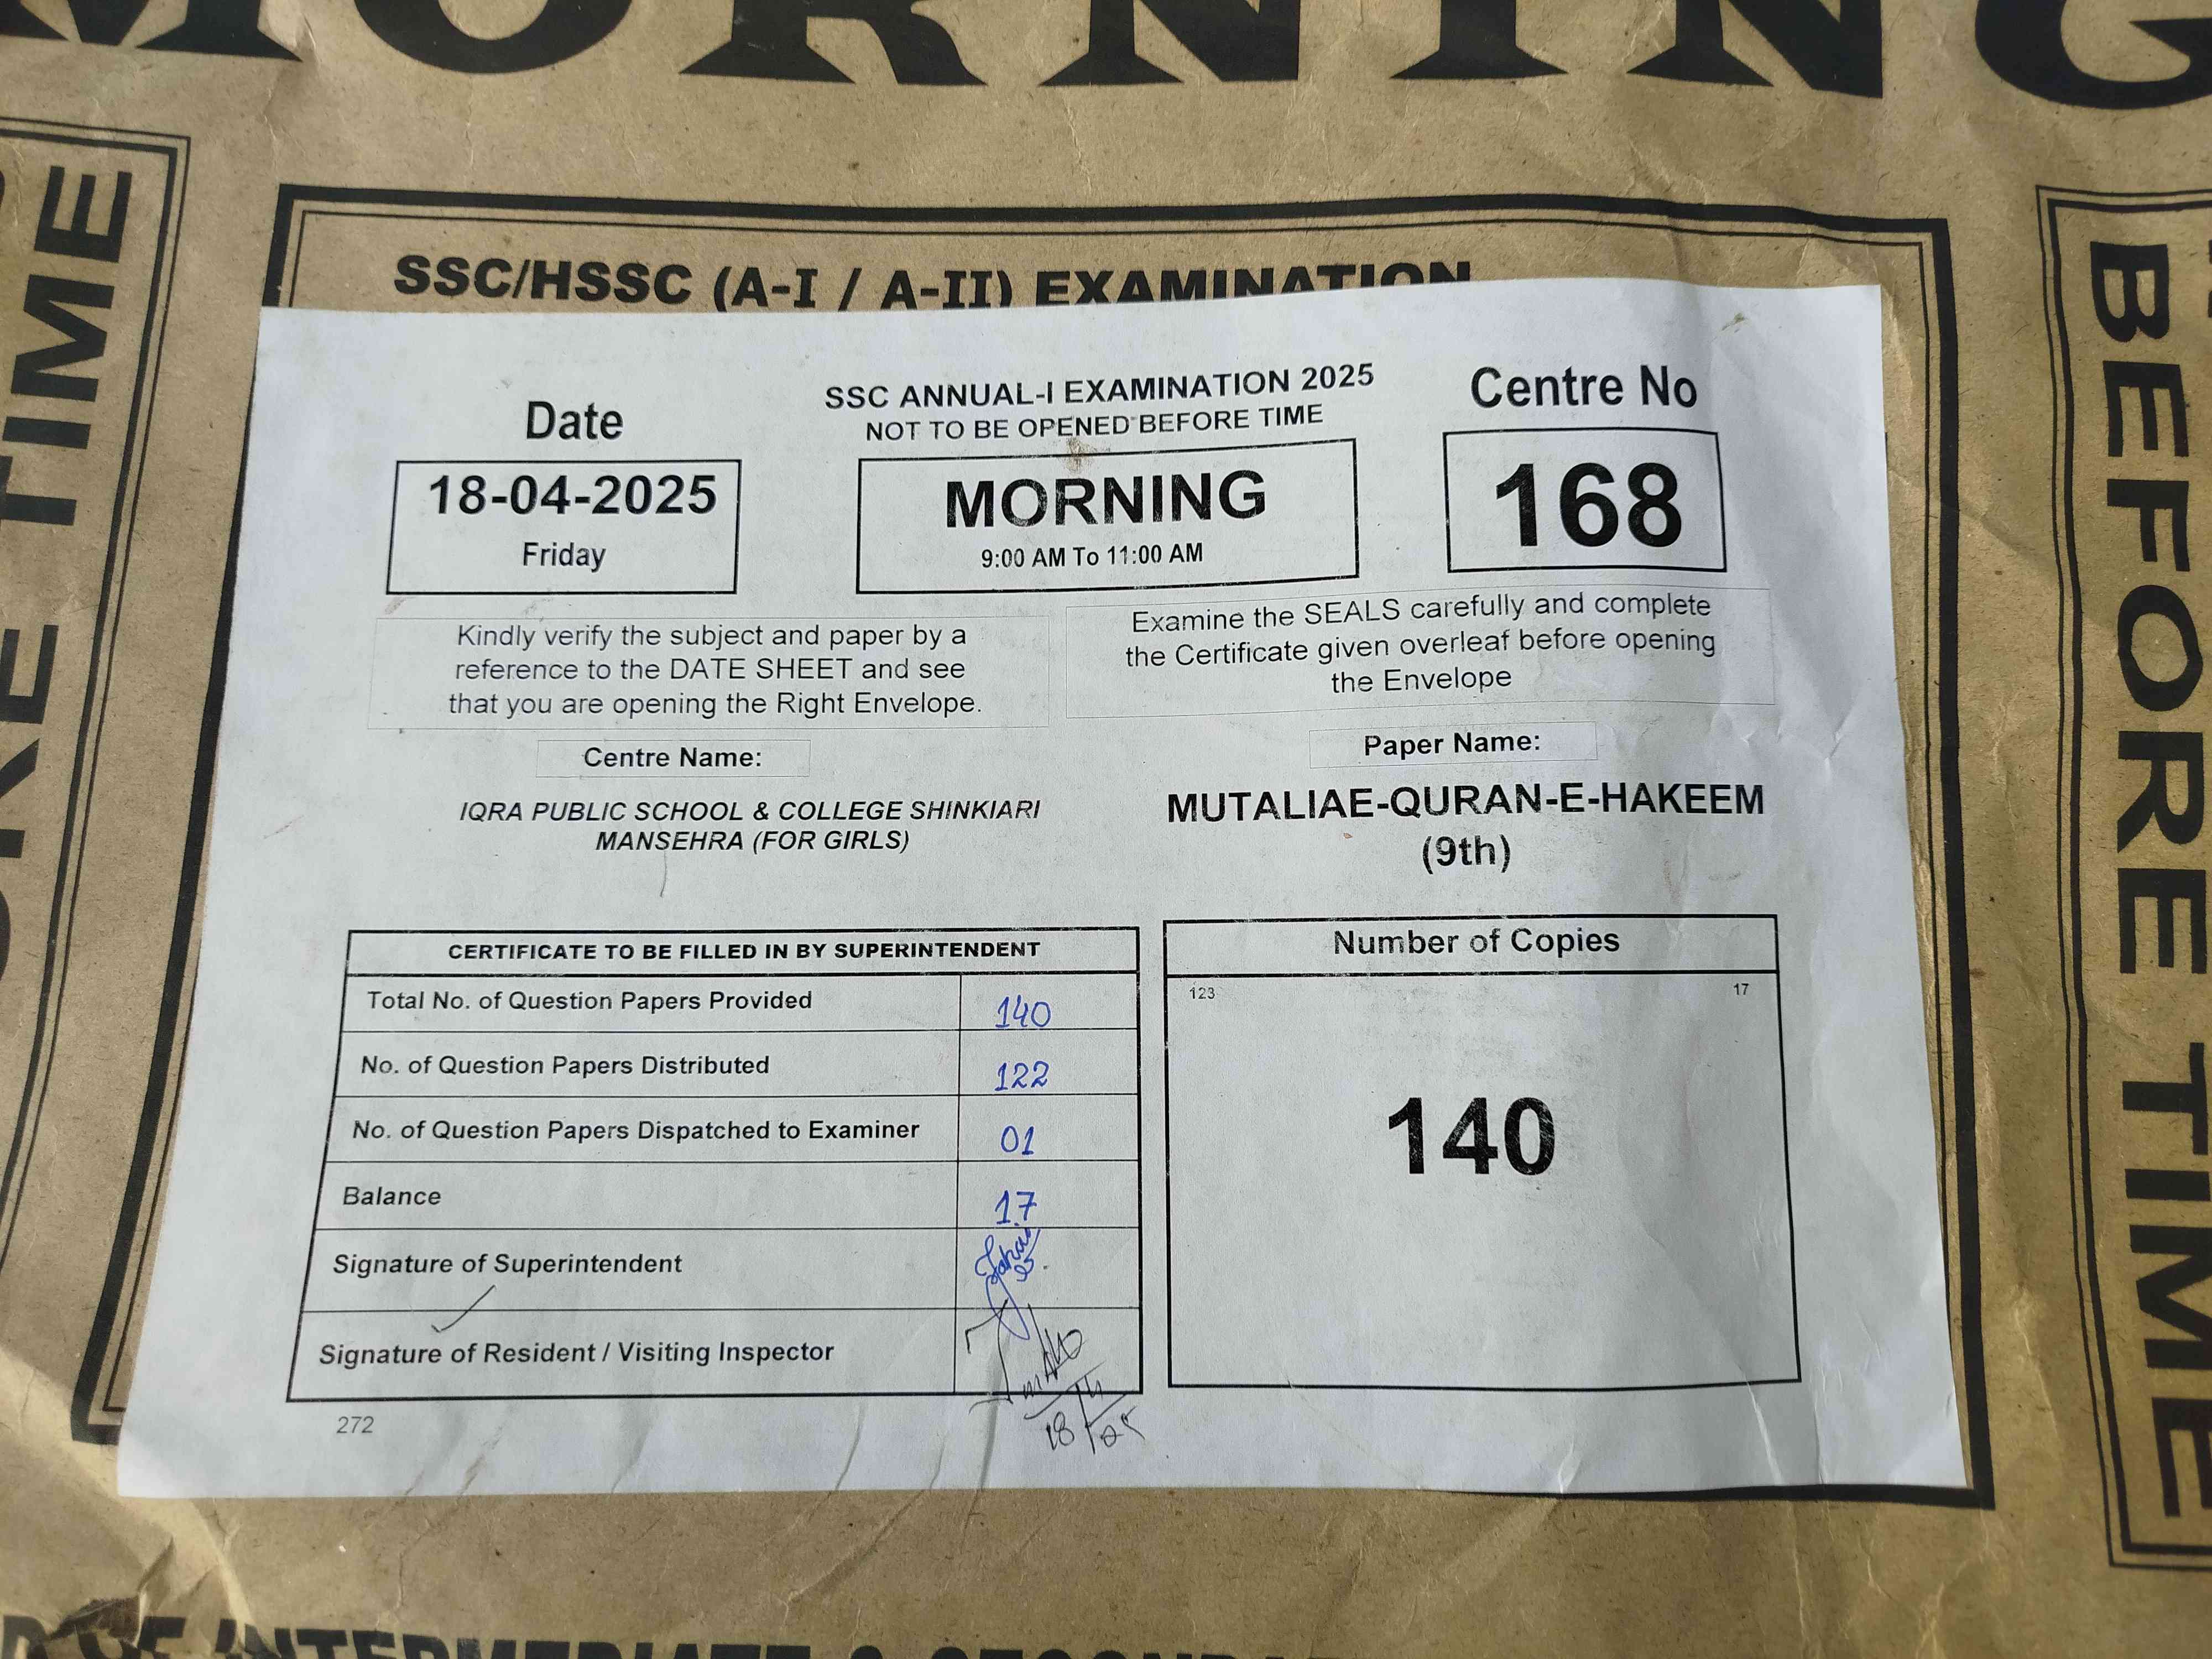 MORNING
TIME
BEFORE TIME
SSC/HSSC (A-I / A-II) EXAMINATION
Date
SSC ANNUAL-I EXAMINATION 2025
Centre No
NOT TO BE OPENED BEFORE TIME
18-04-2025
Friday
MORNING
9:00 AM To 11:00 AM
168
Kindly verify the subject and paper by a
reference to the DATE SHEET and see
that you are opening the Right Envelope.
Examine the SEALS carefully and complete
the Certificate given overleaf before opening
the Envelope
Centre Name:
Paper Name:
IQRA PUBLIC SCHOOL & COLLEGE SHINKIARI
MANSEHRA (FOR GIRLS)
MUTALIAE-QURAN-E-HAKEEM
(9th)
CERTIFICATE TO BE FILLED IN BY SUPERINTENDENT
Total No. of Question Papers Provided 140
No. of Question Papers Distributed 122
No. of Question Papers Dispatched to Examiner 01
Balance 17
Signature of Superintendent
Signature of Resident / Visiting Inspector
Number of Copies
123 17
140
272
OF INTERMEDIATE &